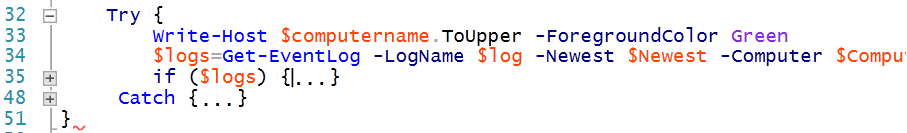 32 Try {
33 Write-Host $computername.ToUpper -ForegroundColor Green
34 $logs=Get-EventLog -LogName $log -Newest $Newest -Computer $Comput
35 if ($logs) {...}
48 Catch {...}
51 }